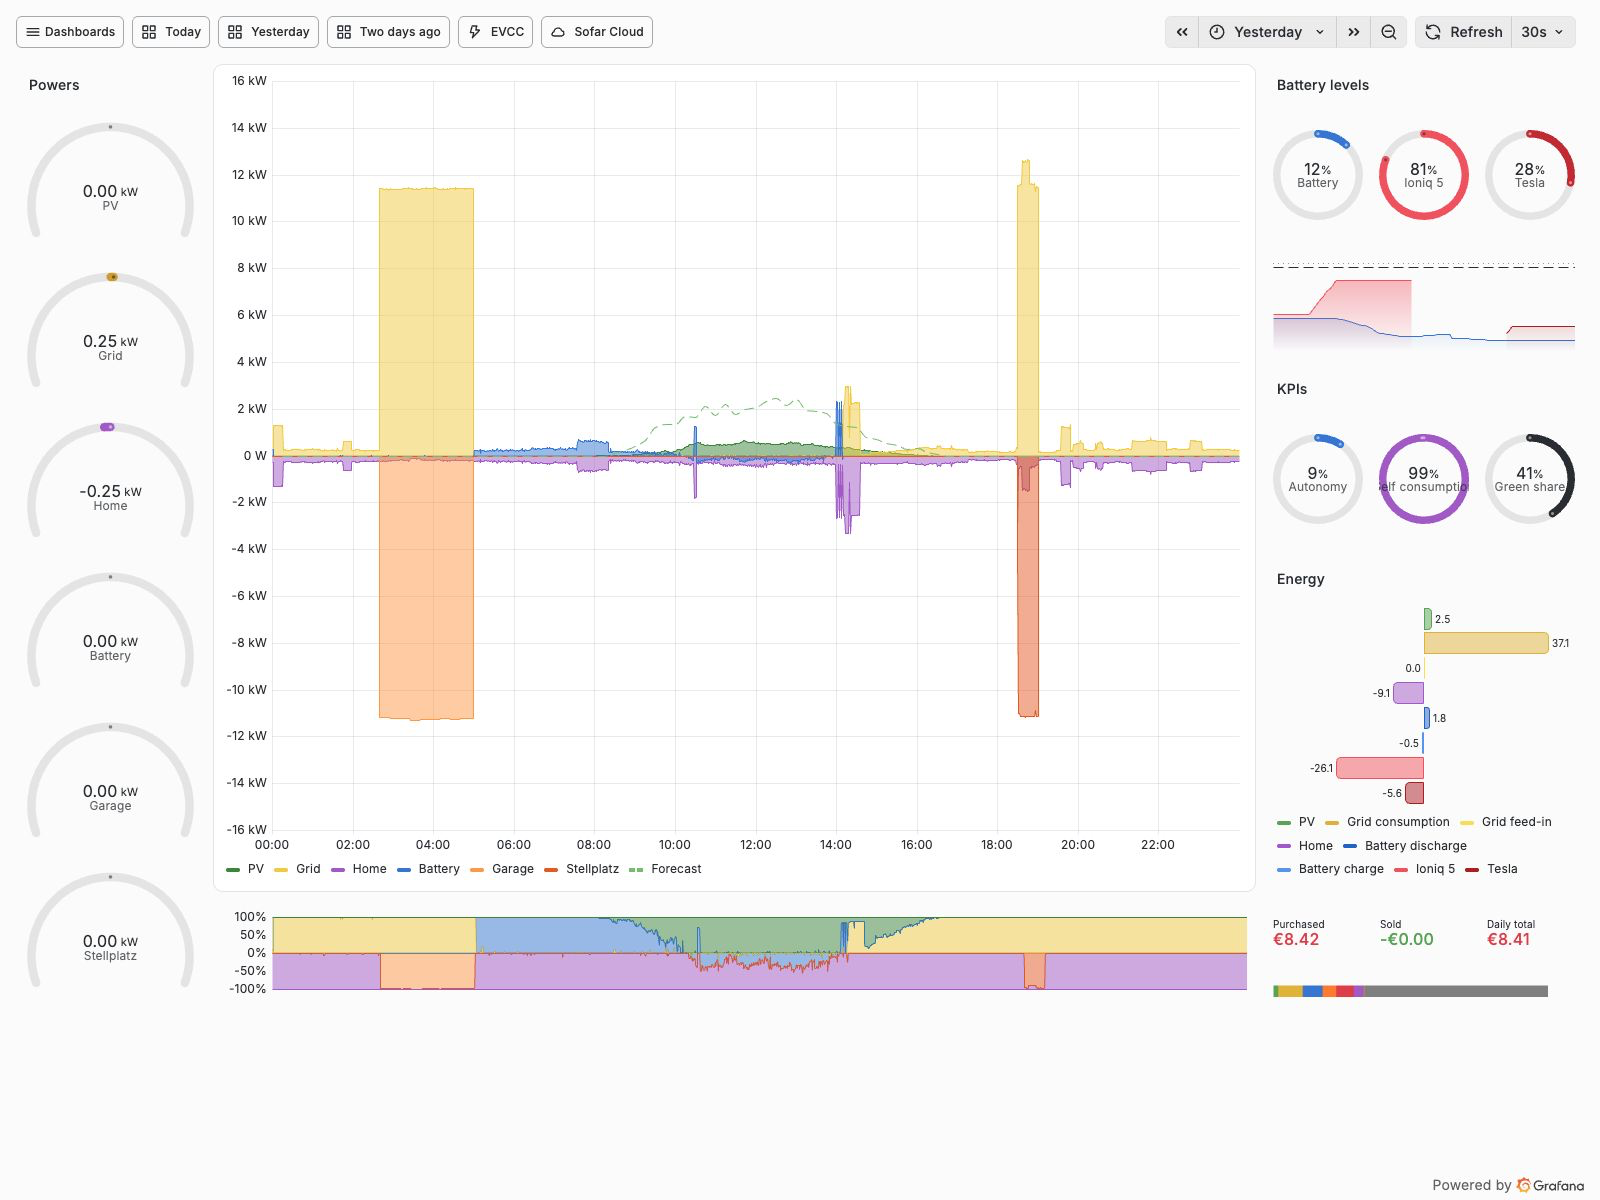 Dashboards Today Yesterday Two days ago EVCC Sofar Cloud Yesterday Refresh 30s
Powers
0.00 kW
PV
0.25 kW
Grid
-0.25 kW
Home
0.00 kW
Battery
0.00 kW
Garage
0.00 kW
Stellplatz
16 kW
14 kW
12 kW
10 kW
8 kW
6 kW
4 kW
2 kW
0 W
-2 kW
-4 kW
-6 kW
-8 kW
-10 kW
-12 kW
-14 kW
-16 kW
00:00 02:00 04:00 06:00 08:00 10:00 12:00 14:00 16:00 18:00 20:00 22:00
PV Grid Home Battery Garage Stellplatz Forecast
100%
50%
0%
-50%
-100%
Battery levels
12% 81% 28%
Battery Ioniq 5 Tesla
KPIs
9% 99% 41%
Autonomy elf consumptio Green share
Energy
2.5
37.1
0.0
-9.1
1.8
-0.5
-26.1
-5.6
PV Grid consumption Grid feed-in
Home Battery discharge
Battery charge Ioniq 5 Tesla
Purchased Sold Daily total
€8.42 -€0.00 €8.41
Powered by Grafana